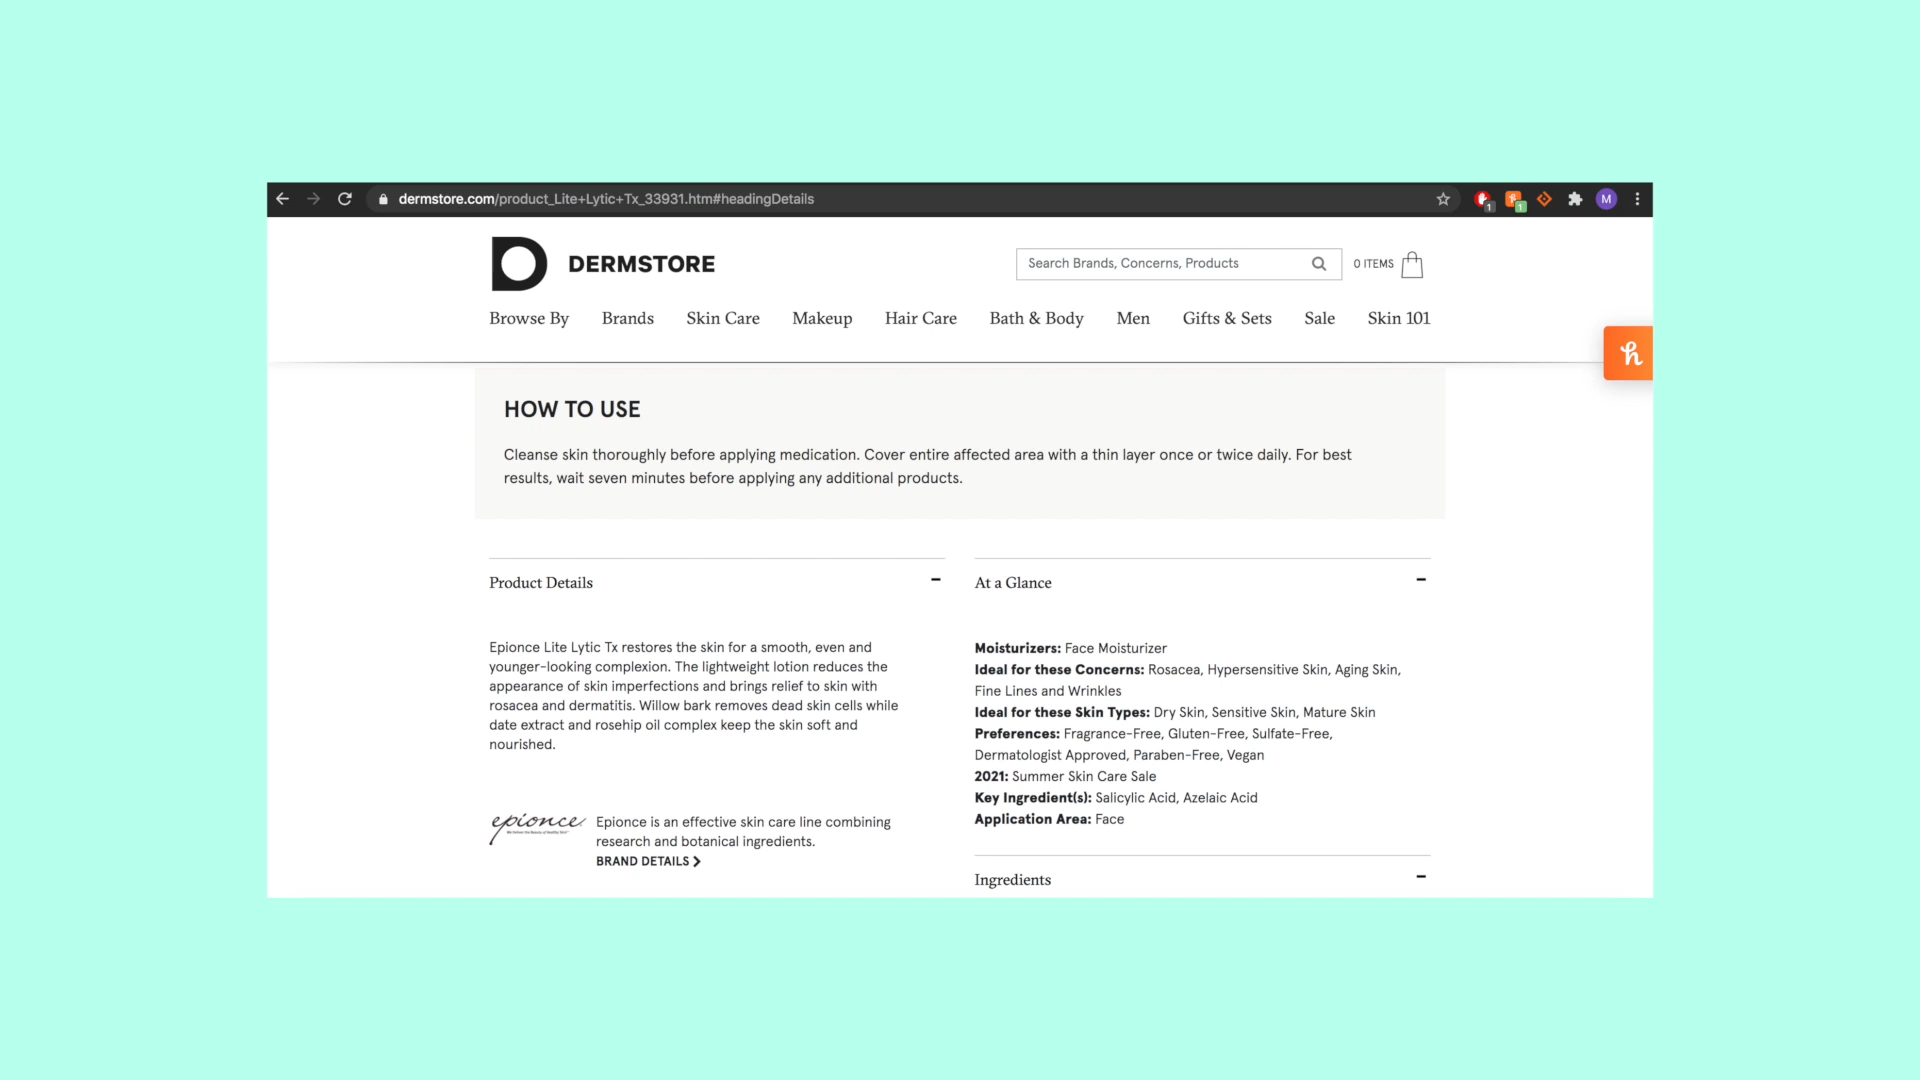 dermstore.com/product_Lite+Lytic+Tx_33931.htm#headingDetails
1
1
M
DERMSTORE
Search Brands, Concerns, Products
0 ITEMS
Browse By Brands Skin Care Makeup Hair Care Bath & Body Men Gifts & Sets Sale Skin 101
h
HOW TO USE
Cleanse skin thoroughly before applying medication. Cover entire affected area with a thin layer once or twice daily. For best
results, wait seven minutes before applying any additional products.
Product Details
Epionce Lite Lytic Tx restores the skin for a smooth, even and
younger-looking complexion. The lightweight lotion reduces the
appearance of skin imperfections and brings relief to skin with
rosacea and dermatitis. Willow bark removes dead skin cells while
date extract and rosehip oil complex keep the skin soft and
nourished.
epionce
Epionce is an effective skin care line combining
research and botanical ingredients.
BRAND DETAILS
At a Glance
Moisturizers: Face Moisturizer
Ideal for these Concerns: Rosacea, Hypersensitive Skin, Aging Skin,
Fine Lines and Wrinkles
Ideal for these Skin Types: Dry Skin, Sensitive Skin, Mature Skin
Preferences: Fragrance-Free, Gluten-Free, Sulfate-Free,
Dermatologist Approved, Paraben-Free, Vegan
2021: Summer Skin Care Sale
Key Ingredient(s): Salicylic Acid, Azelaic Acid
Application Area: Face
Ingredients